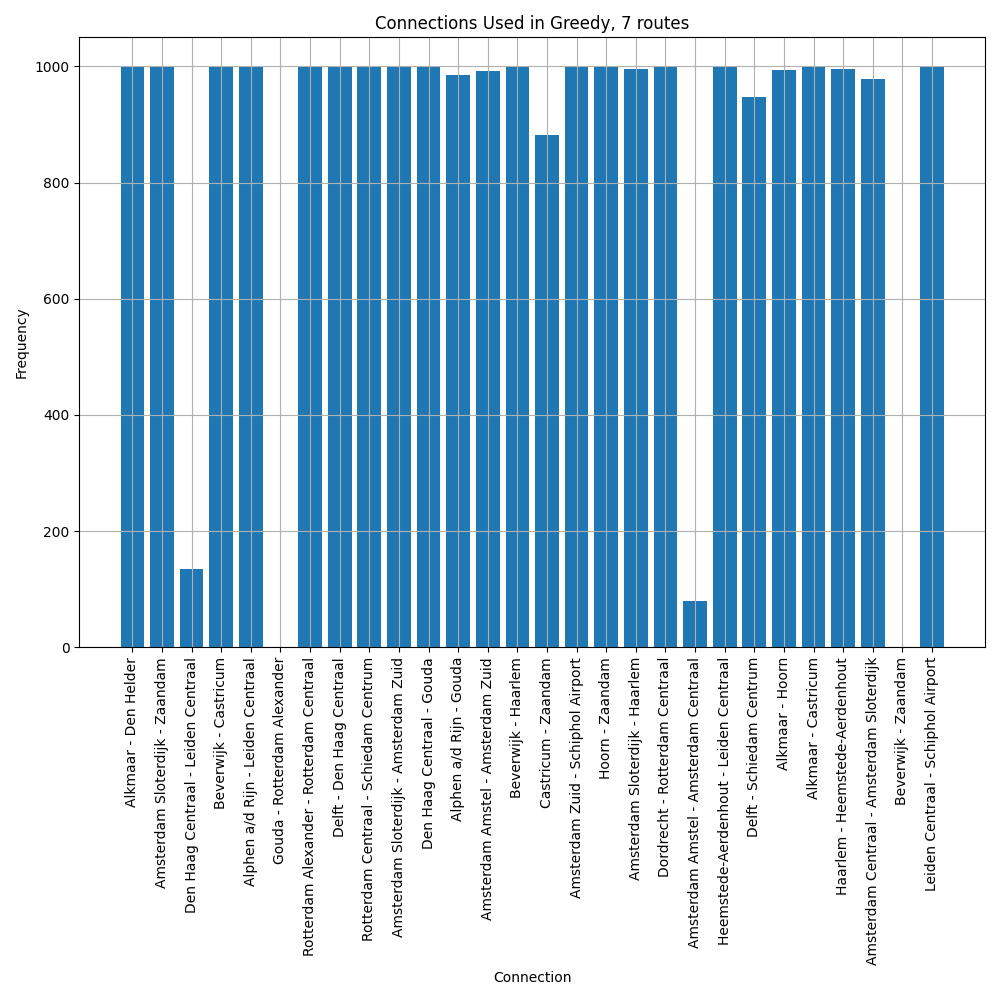 Connections Used in Greedy, 7 routes
Frequency
1000
800
600
400
200
0
Alkmaar - Den Helder
Amsterdam Sloterdijk - Zaandam
Den Haag Centraal - Leiden Centraal
Beverwijk - Castricum
Alphen a/d Rijn - Leiden Centraal
Gouda - Rotterdam Alexander
Rotterdam Alexander - Rotterdam Centraal
Delft - Den Haag Centraal
Rotterdam Centraal - Schiedam Centrum
Amsterdam Sloterdijk - Amsterdam Zuid
Den Haag Centraal - Gouda
Alphen a/d Rijn - Gouda
Amsterdam Amstel - Amsterdam Zuid
Beverwijk - Haarlem
Castricum - Zaandam
Amsterdam Zuid - Schiphol Airport
Hoorn - Zaandam
Amsterdam Sloterdijk - Haarlem
Dordrecht - Rotterdam Centraal
Amsterdam Amstel - Amsterdam Centraal
Heemstede-Aerdenhout - Leiden Centraal
Delft - Schiedam Centrum
Alkmaar - Hoorn
Alkmaar - Castricum
Haarlem - Heemstede-Aerdenhout
Amsterdam Centraal - Amsterdam Sloterdijk
Beverwijk - Zaandam
Leiden Centraal - Schiphol Airport
Connection